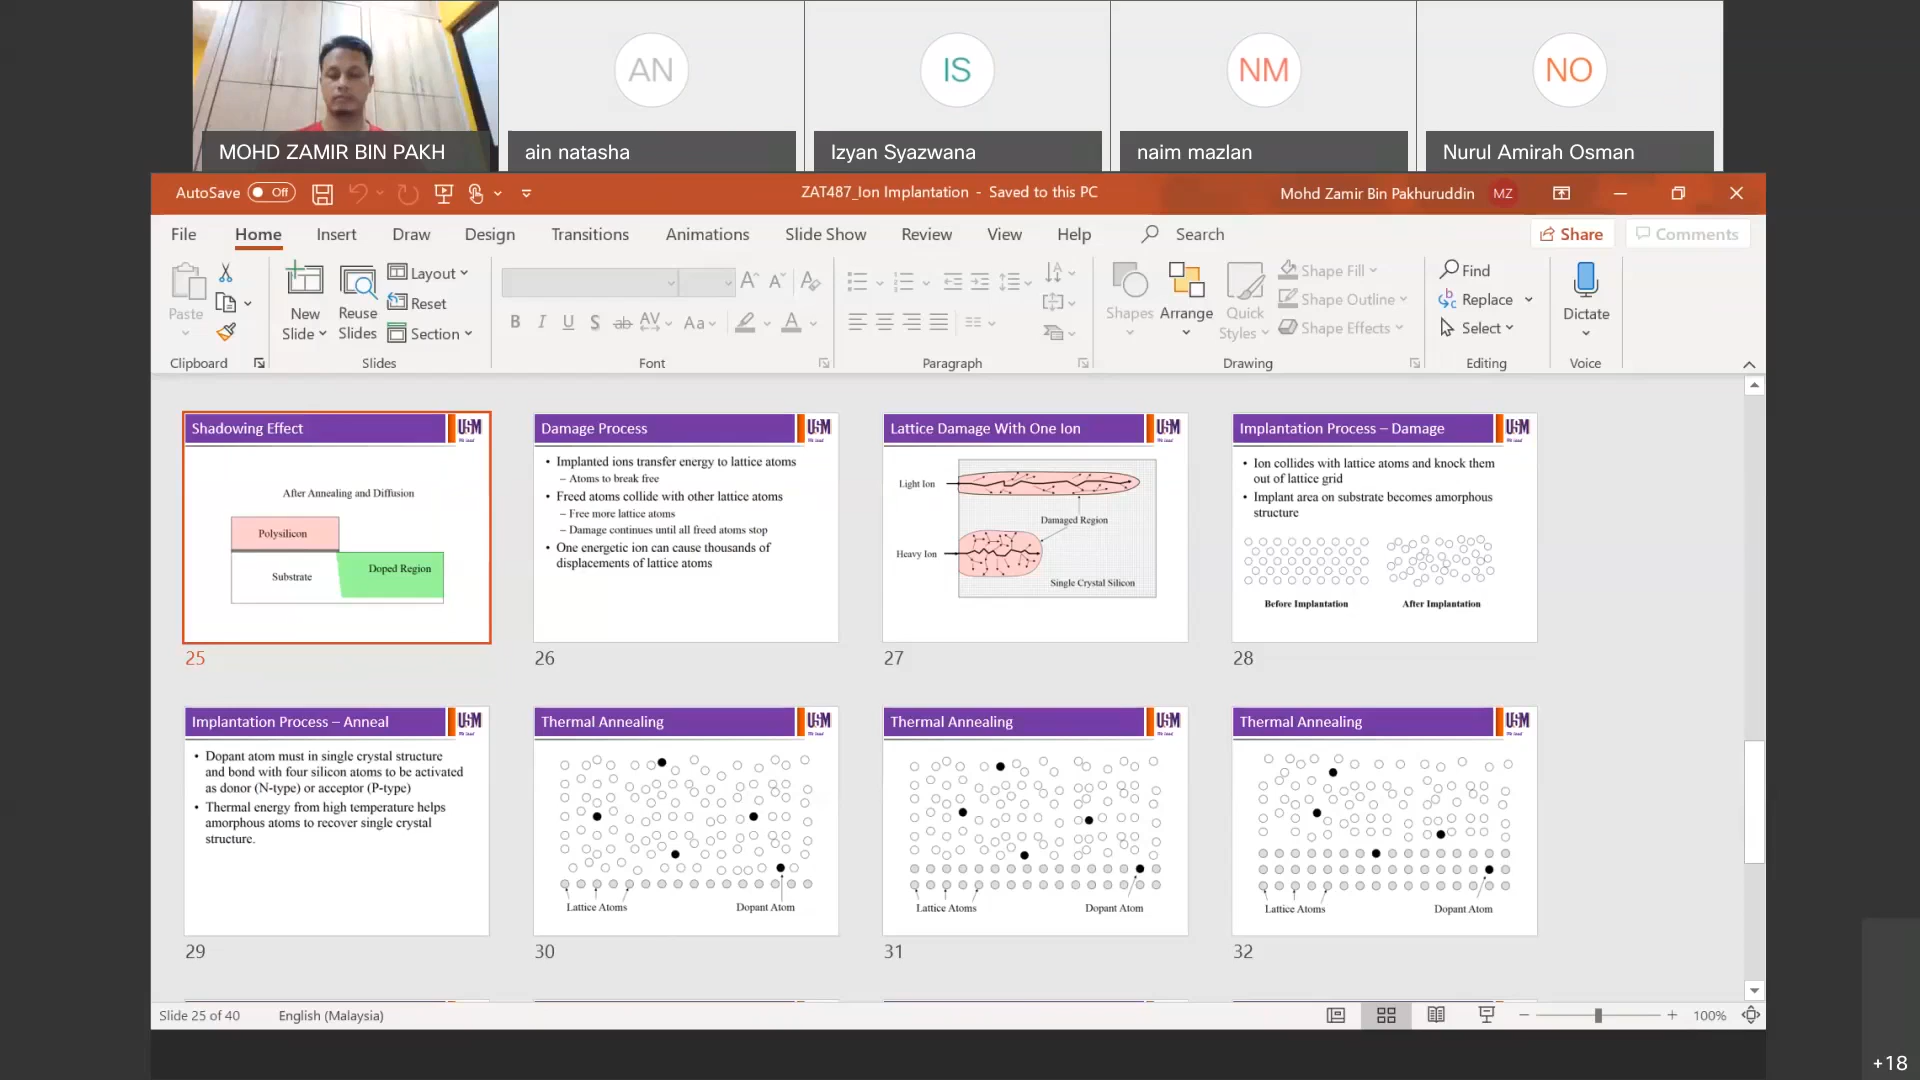 AN
IS
NM
NO
MOHD ZAMIR BIN PAKH
ain natasha
Izyan Syazwana
naim mazlan
Nurul Amirah Osman
AutoSave Off
ZAT487_Ion Implantation - Saved to this PC
Mohd Zamir Bin Pakhuruddin MZ
File Home Insert Draw Design Transitions Animations Slide Show Review View Help Search Share Comments
Paste
New
Slide
Reuse
Slides
Layout
Reset
Section
B I U S ab AV Aa A
Shapes
Arrange
Quick
Styles
Shape Fill
Shape Outline
Shape Effects
Find
Replace
Select
Dictate
Clipboard Slides Font Paragraph Drawing Editing Voice
Shadowing Effect
USM
After Annealing and Diffusion
Polysilicon
Substrate
Doped Region
25
Damage Process
USM
• Implanted ions transfer energy to lattice atoms
– Atoms to break free
• Freed atoms collide with other lattice atoms
– Free more lattice atoms
– Damage continues until all freed atoms stop
• One energetic ion can cause thousands of
displacements of lattice atoms
26
Lattice Damage With One Ion
USM
Light Ion
Damaged Region
Heavy Ion
Single Crystal Silicon
27
Implantation Process – Damage
USM
• Ion collides with lattice atoms and knock them
out of lattice grid
• Implant area on substrate becomes amorphous
structure
Before Implantation
After Implantation
28
Implantation Process – Anneal
USM
• Dopant atom must in single crystal structure
and bond with four silicon atoms to be activated
as donor (N-type) or acceptor (P-type)
• Thermal energy from high temperature helps
amorphous atoms to recover single crystal
structure.
29
Thermal Annealing
USM
Lattice Atoms
Dopant Atom
30
Thermal Annealing
USM
Lattice Atoms
Dopant Atom
31
Thermal Annealing
USM
Lattice Atoms
Dopant Atom
32
Slide 25 of 40
English (Malaysia)
100%
+18